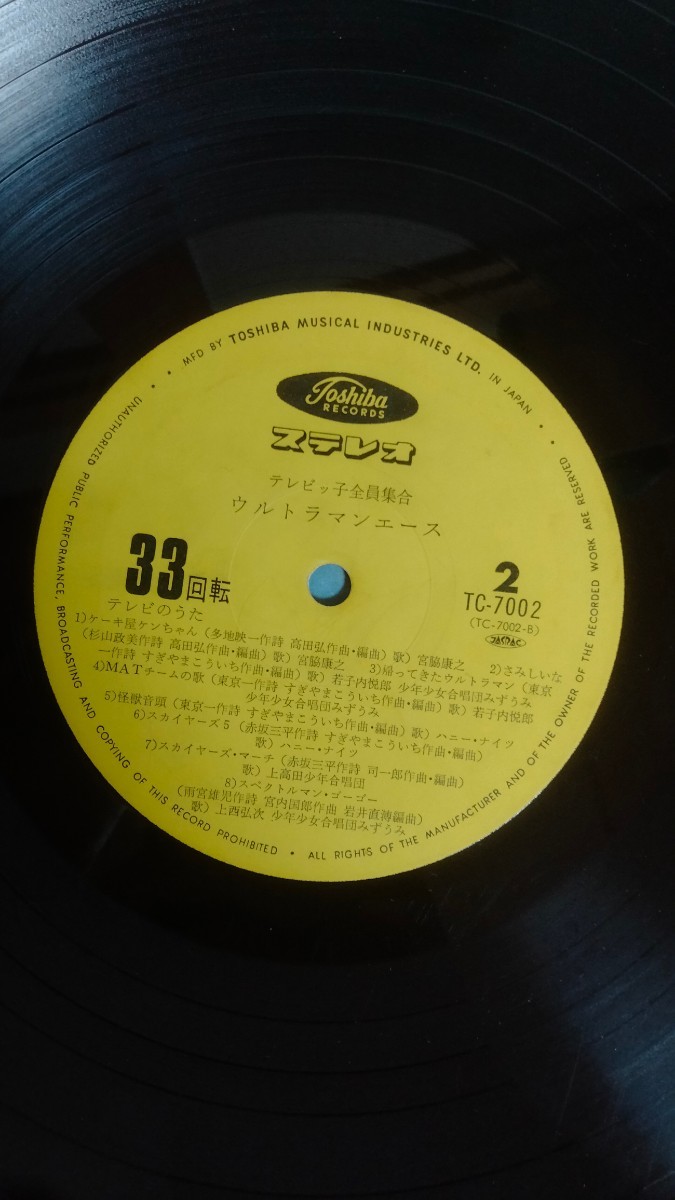 MFD BY TOSHIBA MUSICAL INDUSTRIES LTD. IN JAPAN
Toshiba
RECORDS
ステレオ
テレビッ子全員集合
ウルトラマンエース
33回転
2
TC-7002
(TC-7002-B)
JASRAC
テレビのうた
1)ケーキ屋ケンちゃん(多地映一作詩 高田弘作曲・編曲)歌)宮脇康之 2)さみしいな
(杉山政美作詩 高田弘作曲・編曲)歌)宮脇康之 3)帰ってきたウルトラマン(東京
一作詩 すぎやまこういち作曲・編曲)歌)若子内悦郎 少年少女合唱団みずうみ
4)MATチームの歌(東京一作詩 すぎやまこういち作曲・編曲)歌)若子内悦郎
少年少女合唱団みずうみ
5)怪獣音頭(東京一作詩 すぎやまこういち作曲・編曲)歌)ハニー・ナイツ
6)スカイヤーズ5(赤坂三平作詩 すぎやまこういち作曲・編曲)
歌)ハニー・ナイツ
7)スカイヤーズ・マーチ(赤坂三平作詩 司一郎作曲・編曲)
歌)上高田少年合唱団
8)スペクトルマン・ゴーゴー
(雨宮雄児作詩 宮内国郎作曲 岩井直薄編曲)
歌)上西弘次 少年少女合唱団みずうみ
UNAUTHORIZED PUBLIC PERFORMANCE, BROADCASTING AND COPYING OF THIS RECORD PROHIBITED • ALL RIGHTS OF THE MANUFACTURER AND OF THE OWNER OF THE RECORDED WORK ARE RESERVED